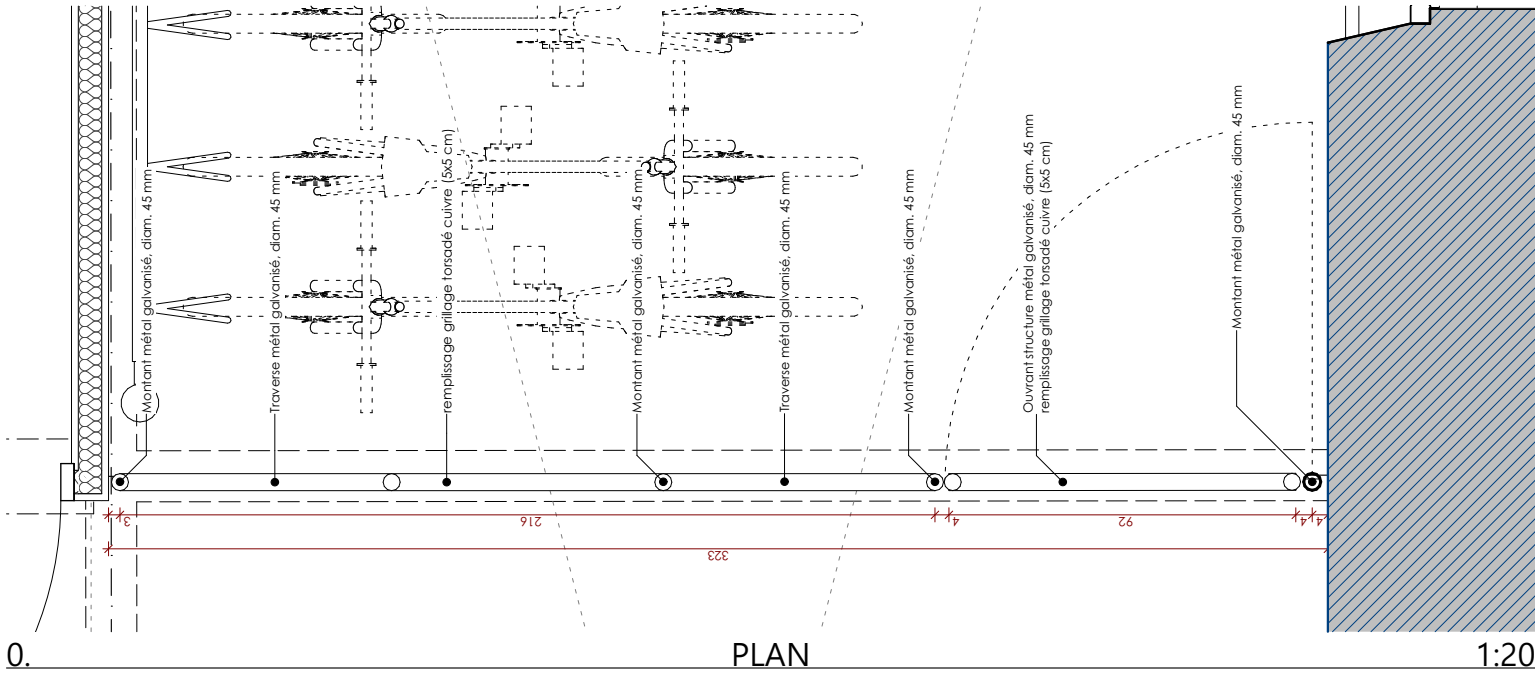 Montant métal galvanisé, diam. 45 mm
Traverse métal galvanisé, diam. 45 mm
remplissage grillage torsadé cuivre (5x5 cm)
Montant métal galvanisé, diam. 45 mm
Traverse métal galvanisé, diam. 45 mm
Montant métal galvanisé, diam. 45 mm
Ouvrant structure métal galvanisé, diam. 45 mm
remplissage grillage torsadé cuivre (5x5 cm)
Montant métal galvanisé, diam. 45 mm
3
216
4
92
4
4
323
0.
PLAN
1:20